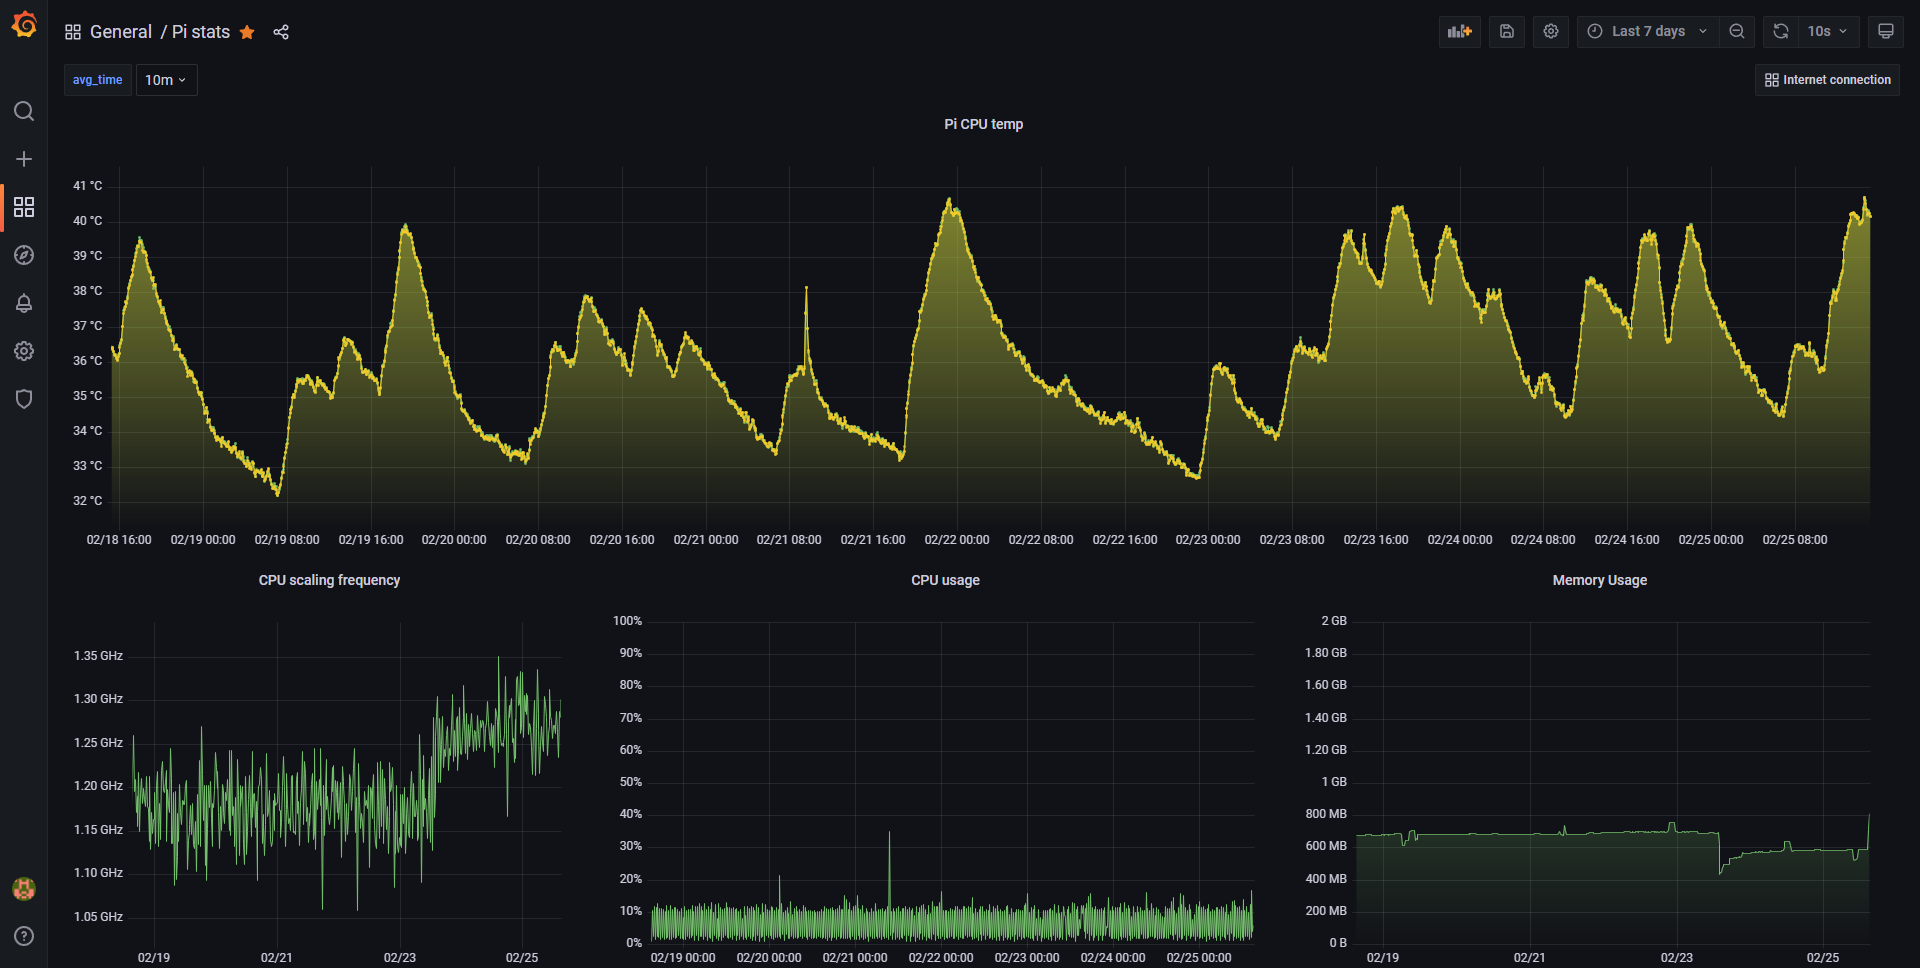 General / Pi stats
Last 7 days
10s
avg_time
10m
Internet connection
Pi CPU temp
41 °C
40 °C
39 °C
38 °C
37 °C
36 °C
35 °C
34 °C
33 °C
32 °C
02/18 16:00 02/19 00:00 02/19 08:00 02/19 16:00 02/20 00:00 02/20 08:00 02/20 16:00 02/21 00:00 02/21 08:00 02/21 16:00 02/22 00:00 02/22 08:00 02/22 16:00 02/23 00:00 02/23 08:00 02/23 16:00 02/24 00:00 02/24 08:00 02/24 16:00 02/25 00:00 02/25 08:00
CPU scaling frequency
1.35 GHz
1.30 GHz
1.25 GHz
1.20 GHz
1.15 GHz
1.10 GHz
1.05 GHz
02/19 02/21 02/23 02/25
CPU usage
100%
90%
80%
70%
60%
50%
40%
30%
20%
10%
0%
02/19 00:00 02/20 00:00 02/21 00:00 02/22 00:00 02/23 00:00 02/24 00:00 02/25 00:00
Memory Usage
2 GB
1.80 GB
1.60 GB
1.40 GB
1.20 GB
1 GB
800 MB
600 MB
400 MB
200 MB
0 B
02/19 02/21 02/23 02/25